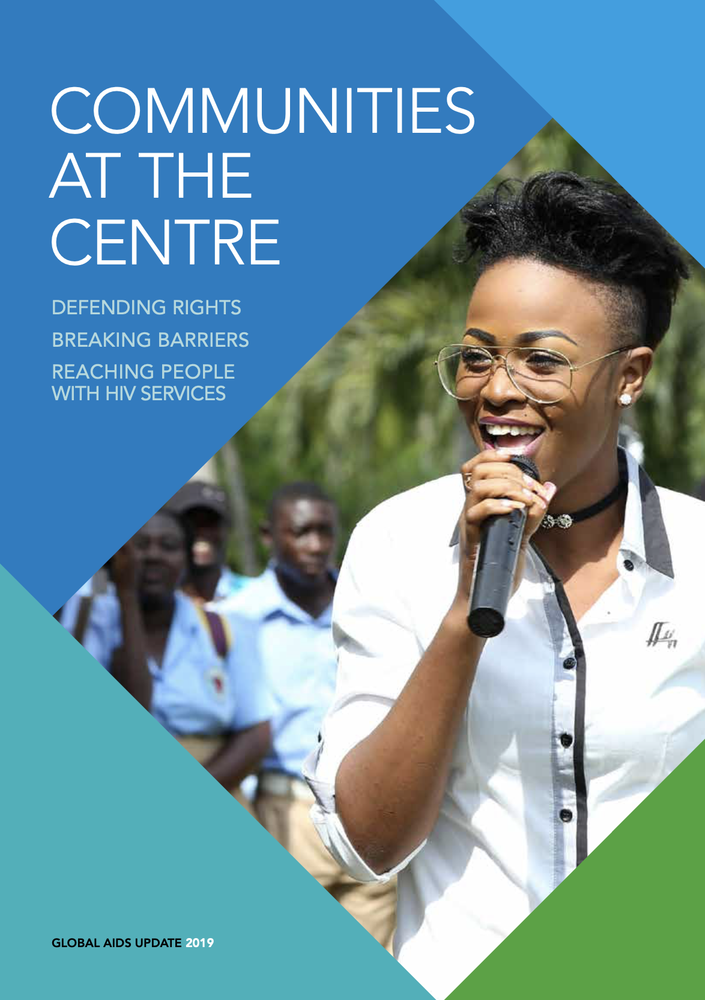 COMMUNITIES
AT THE
CENTRE
DEFENDING RIGHTS
BREAKING BARRIERS
REACHING PEOPLE
WITH HIV SERVICES
GLOBAL AIDS UPDATE 2019